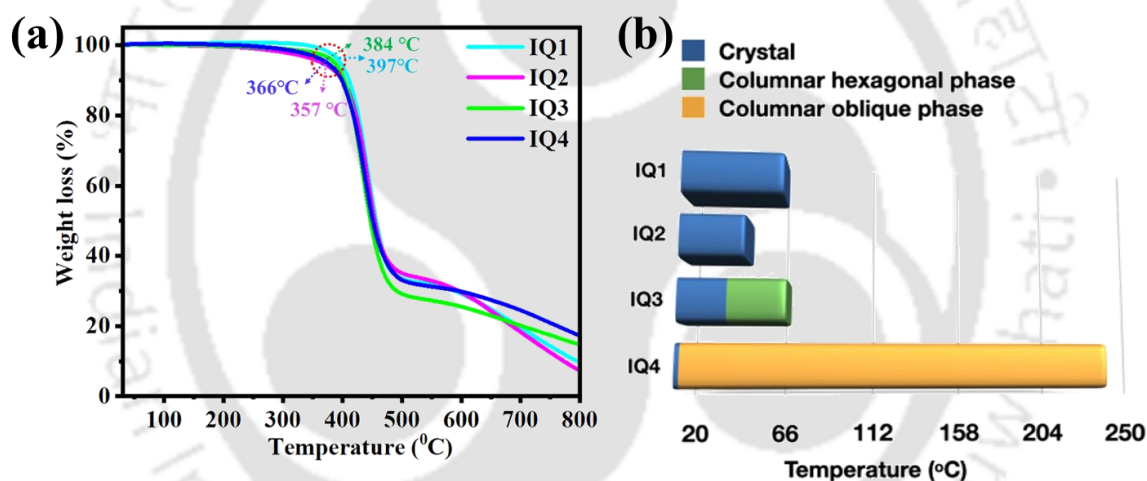 (a)
100
80
60
40
20
0
Weight loss (%)
100 200 300 400 500 600 700 800
Temperature (⁰C)
384 °C
397°C
366°C
357 °C
IQ1
IQ2
IQ3
IQ4
(b)
Crystal
Columnar hexagonal phase
Columnar oblique phase
IQ1
IQ2
IQ3
IQ4
20 66 112 158 204 250
Temperature (ºC)